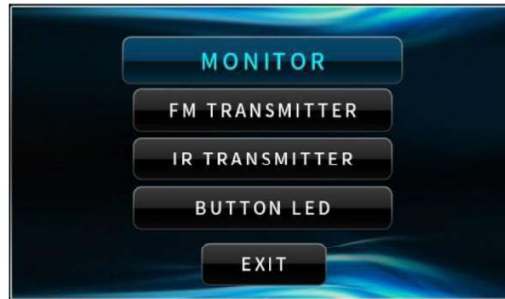 MONITOR
FM TRANSMITTER
IR TRANSMITTER
BUTTON LED
EXIT